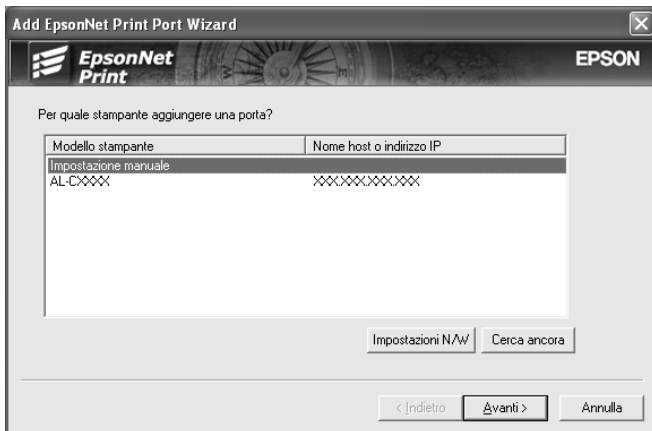 Add EpsonNet Print Port Wizard
EpsonNet
Print
EPSON
Per quale stampante aggiungere una porta?
Modello stampante Nome host o indirizzo IP
Impostazione manuale
AL-CXXXX XXX.XXX.XXX.XXX
Impostazioni N/W Cerca ancora
< Indietro Avanti > Annulla